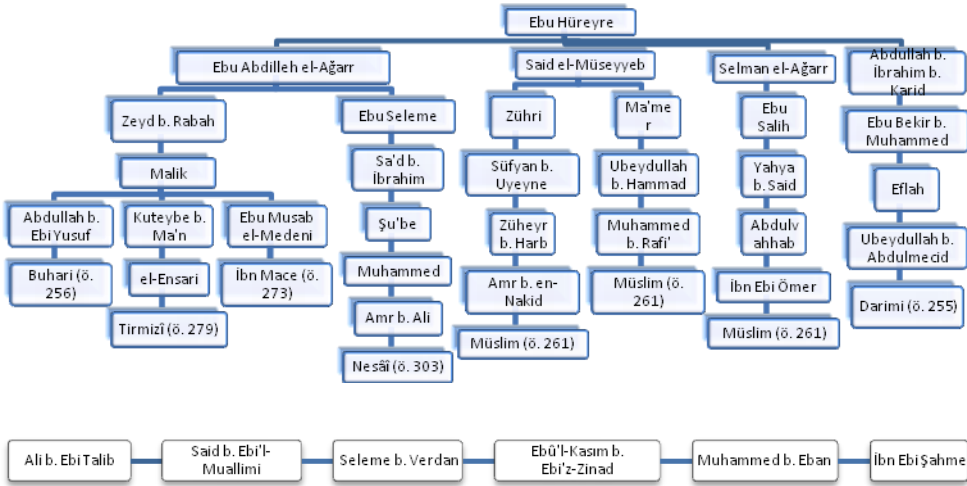 Ebu Hüreyre
Ebu Abdilleh el-Ağarr
Said el-Müseyyeb
Selman el-Ağarr
Abdullah b.
İbrahim b.
Karid
Zeyd b. Rabah
Ebu Seleme
Zühri
Ma'me
r
Ebu
Salih
Ebu Bekir b.
Muhammed
Malik
Sa'd b.
İbrahim
Süfyan b.
Uyeyne
Ubeydullah
b. Hammad
Yahya
b. Said
Eflah
Abdullah b.
Ebi Yusuf
Kuteybe b.
Ma'n
Ebu Musab
el-Medeni
Şu'be
Züheyr
b. Harb
Muhammed
b. Rafi'
Abdulv
ahhab
Ubeydullah b.
Abdulmecid
Buhari (ö.
256)
el-Ensari
İbn Mace (ö.
273)
Muhammed
Amr b. en-
Nakid
Müslim (ö.
261)
İbn Ebi Ömer
Darimi (ö. 255)
Tirmizî (ö. 279)
Amr b. Ali
Müslim (ö. 261)
Müslim (ö. 261)
Nesâî (ö. 303)
Ali b. Ebi Talib
Said b. Ebi'l-
Muallimi
Seleme b. Verdan
Ebû'l-Kasım b.
Ebi'z-Zinad
Muhammed b. Eban
İbn Ebi Şahme